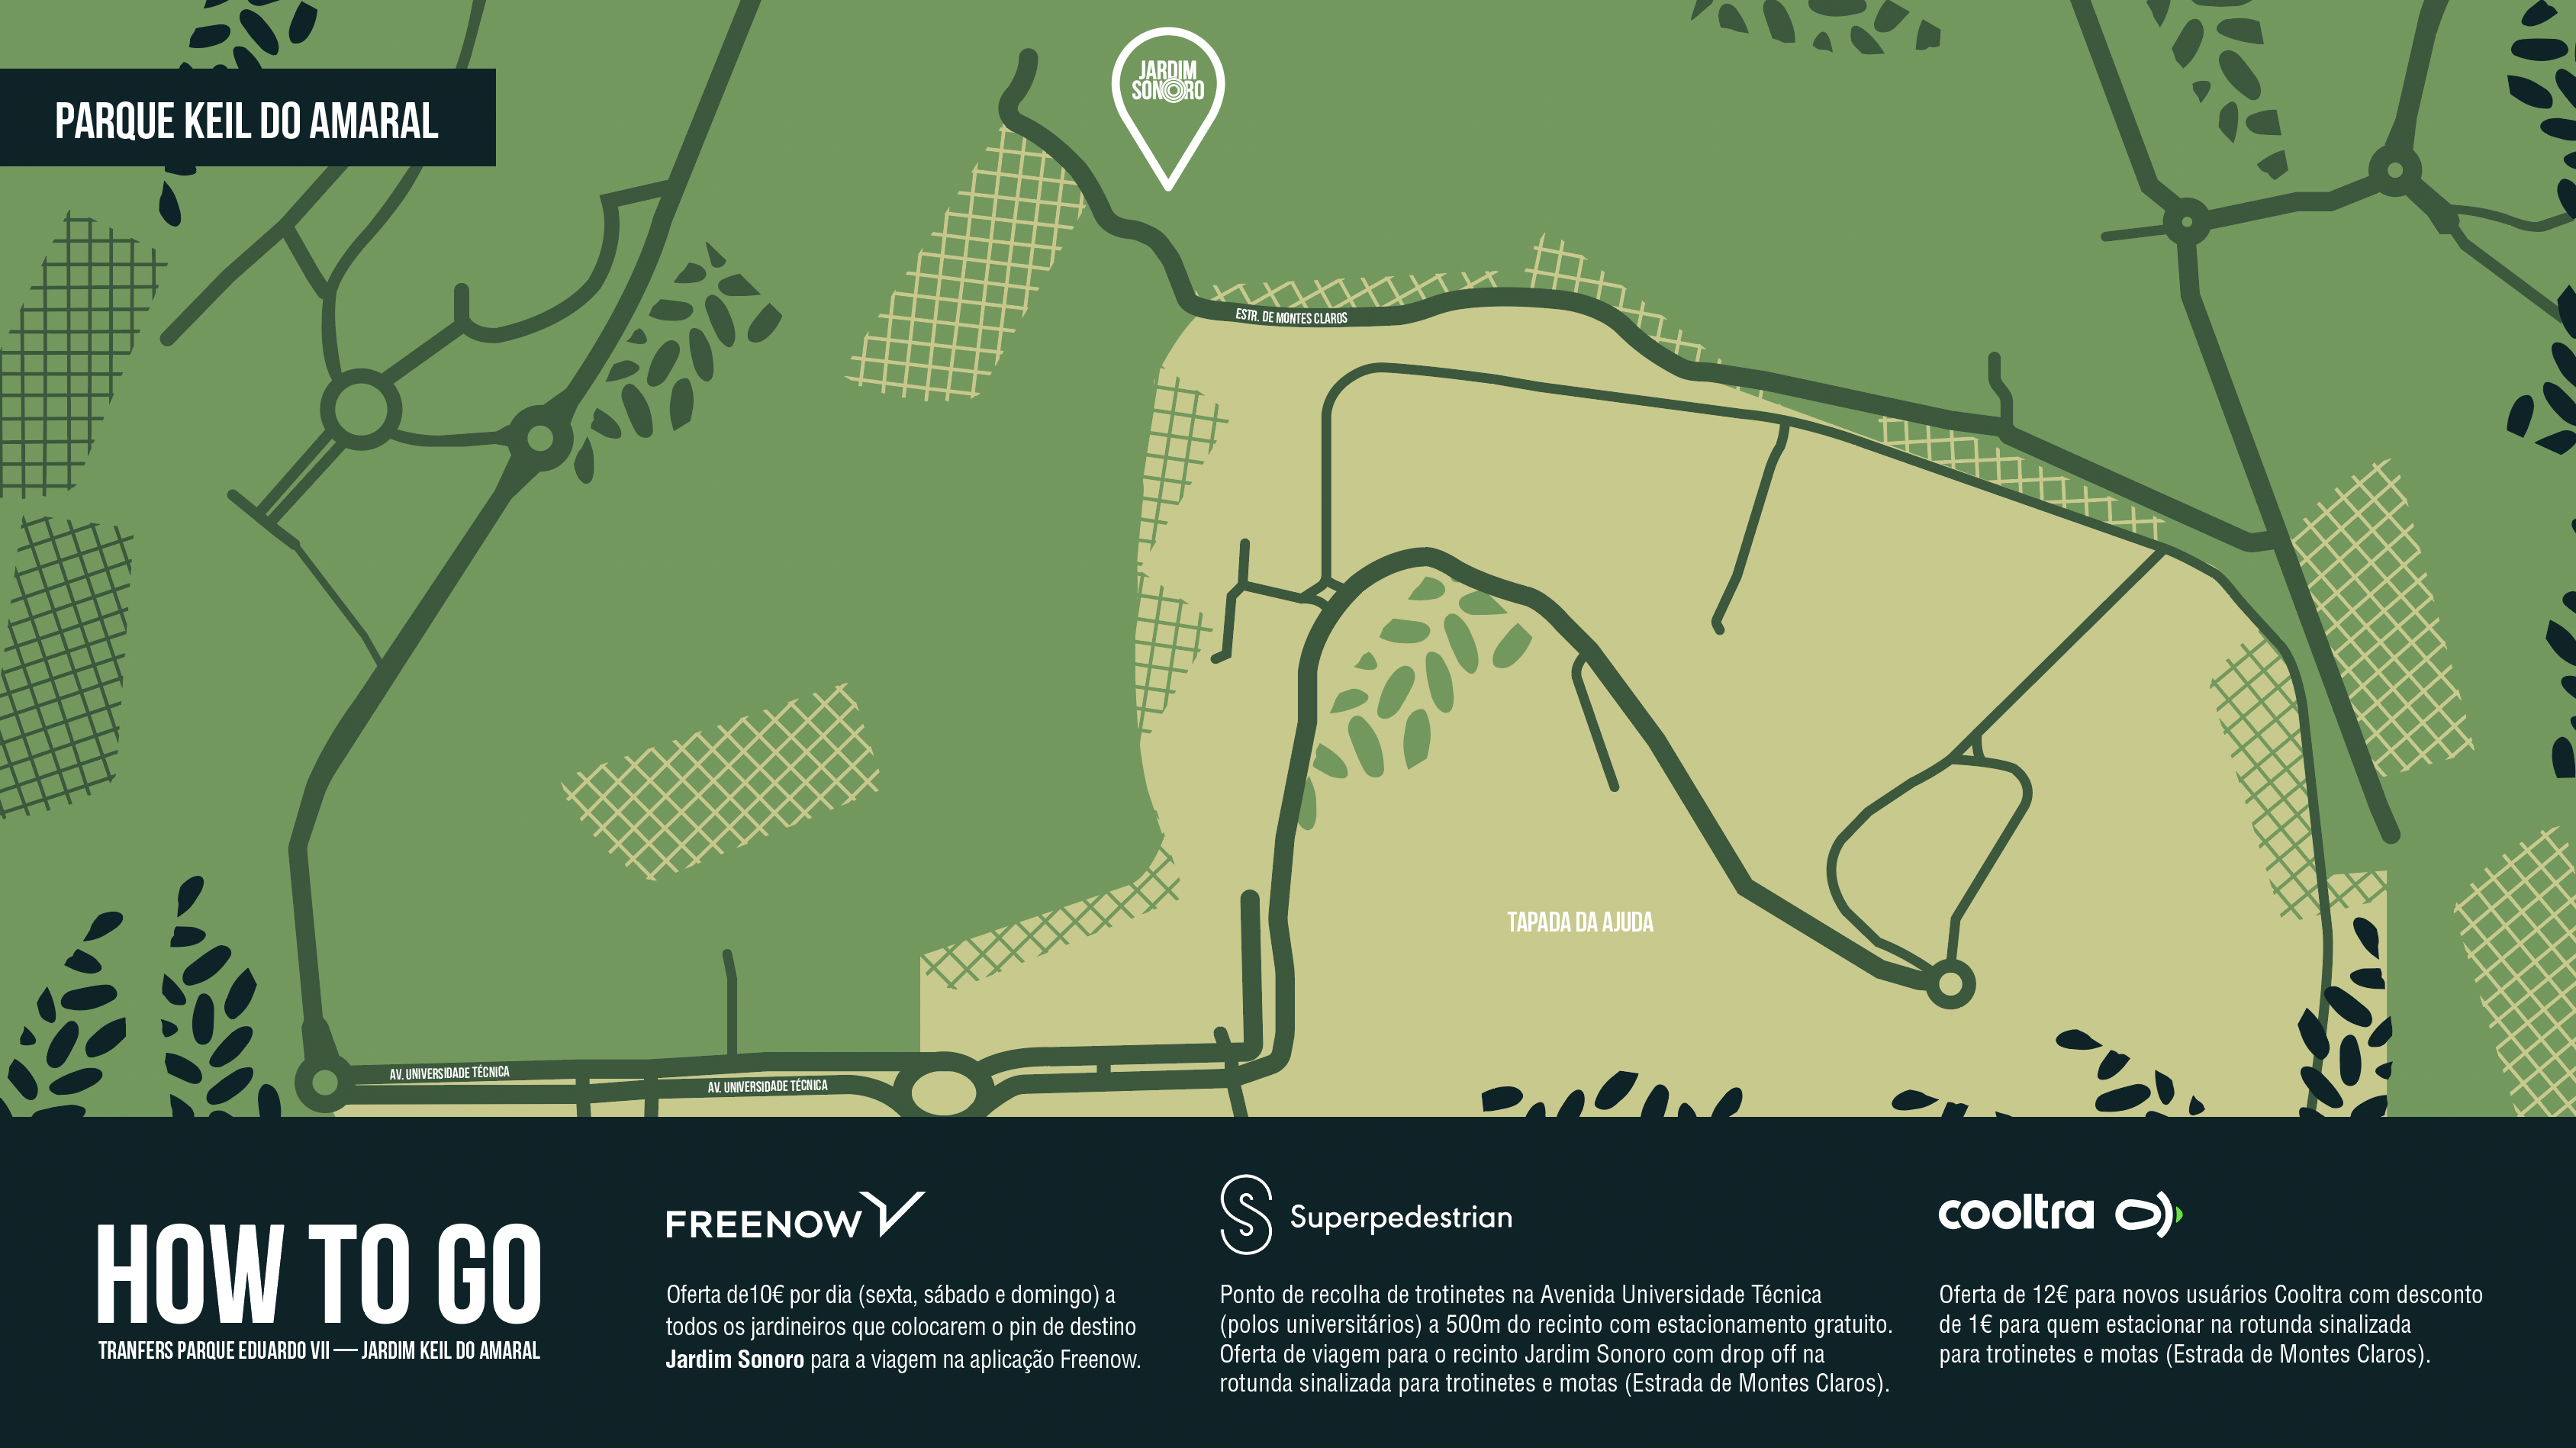 JARDIM
SONORO
PARQUE KEIL DO AMARAL
ESTR. DE MONTES CLAROS
TAPADA DA AJUDA
AV. UNIVERSIDADE TÉCNICA
AV. UNIVERSIDADE TÉCNICA
HOW TO GO
TRANFERS PARQUE EDUARDO VII — JARDIM KEIL DO AMARAL
FREENOW
Oferta de10€ por dia (sexta, sábado e domingo) a
todos os jardineiros que colocarem o pin de destino
Jardim Sonoro para a viagem na aplicação Freenow.
Superpedestrian
Ponto de recolha de trotinetes na Avenida Universidade Técnica
(polos universitários) a 500m do recinto com estacionamento gratuito.
Oferta de viagem para o recinto Jardim Sonoro com drop off na
rotunda sinalizada para trotinetes e motas (Estrada de Montes Claros).
cooltra
Oferta de 12€ para novos usuários Cooltra com desconto
de 1€ para quem estacionar na rotunda sinalizada
para trotinetes e motas (Estrada de Montes Claros).